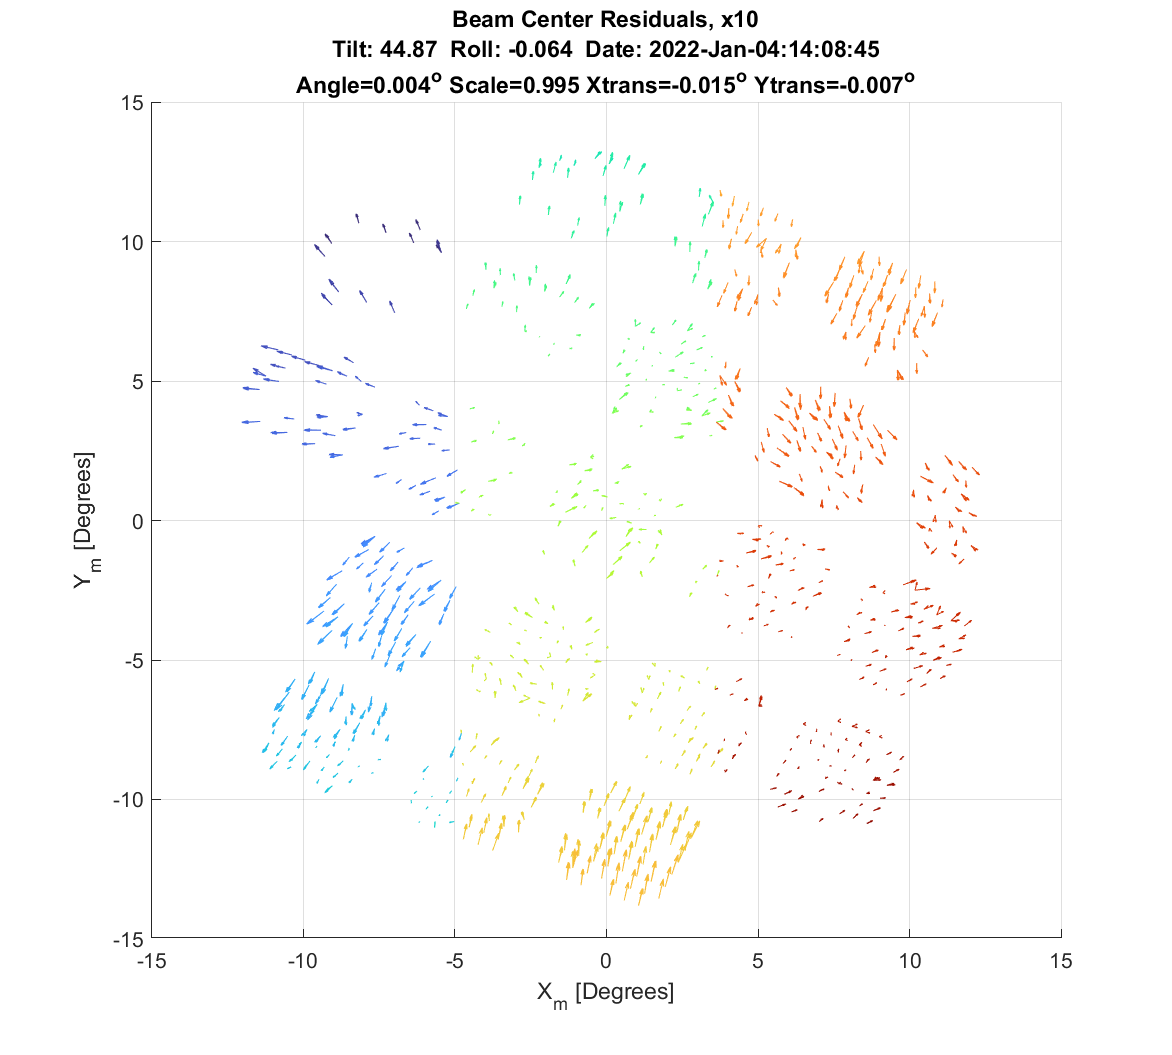 Beam Center Residuals, x10
Tilt: 44.87 Roll: -0.064 Date: 2022-Jan-04:14:08:45
Angle=0.004° Scale=0.995 Xtrans=-0.015° Ytrans=-0.007°
15
10
5
0
-5
-10
-15
Y_m [Degrees]
-15 -10 -5 0 5 10 15
X_m [Degrees]